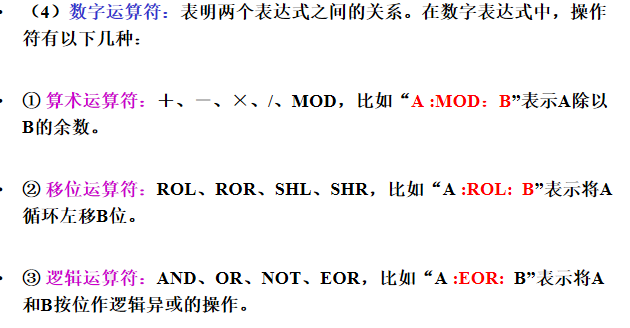 • （4）数字运算符：表明两个表达式之间的关系。在数字表达式中，操作
符有以下几种：
• ① 算术运算符：＋、－、×、/、MOD，比如“A :MOD：B”表示A除以
B的余数。
• ② 移位运算符：ROL、ROR、SHL、SHR，比如“A :ROL：B”表示将A
循环左移B位。
• ③ 逻辑运算符：AND、OR、NOT、EOR，比如“A :EOR：B”表示将A
和B按位作逻辑异或的操作。